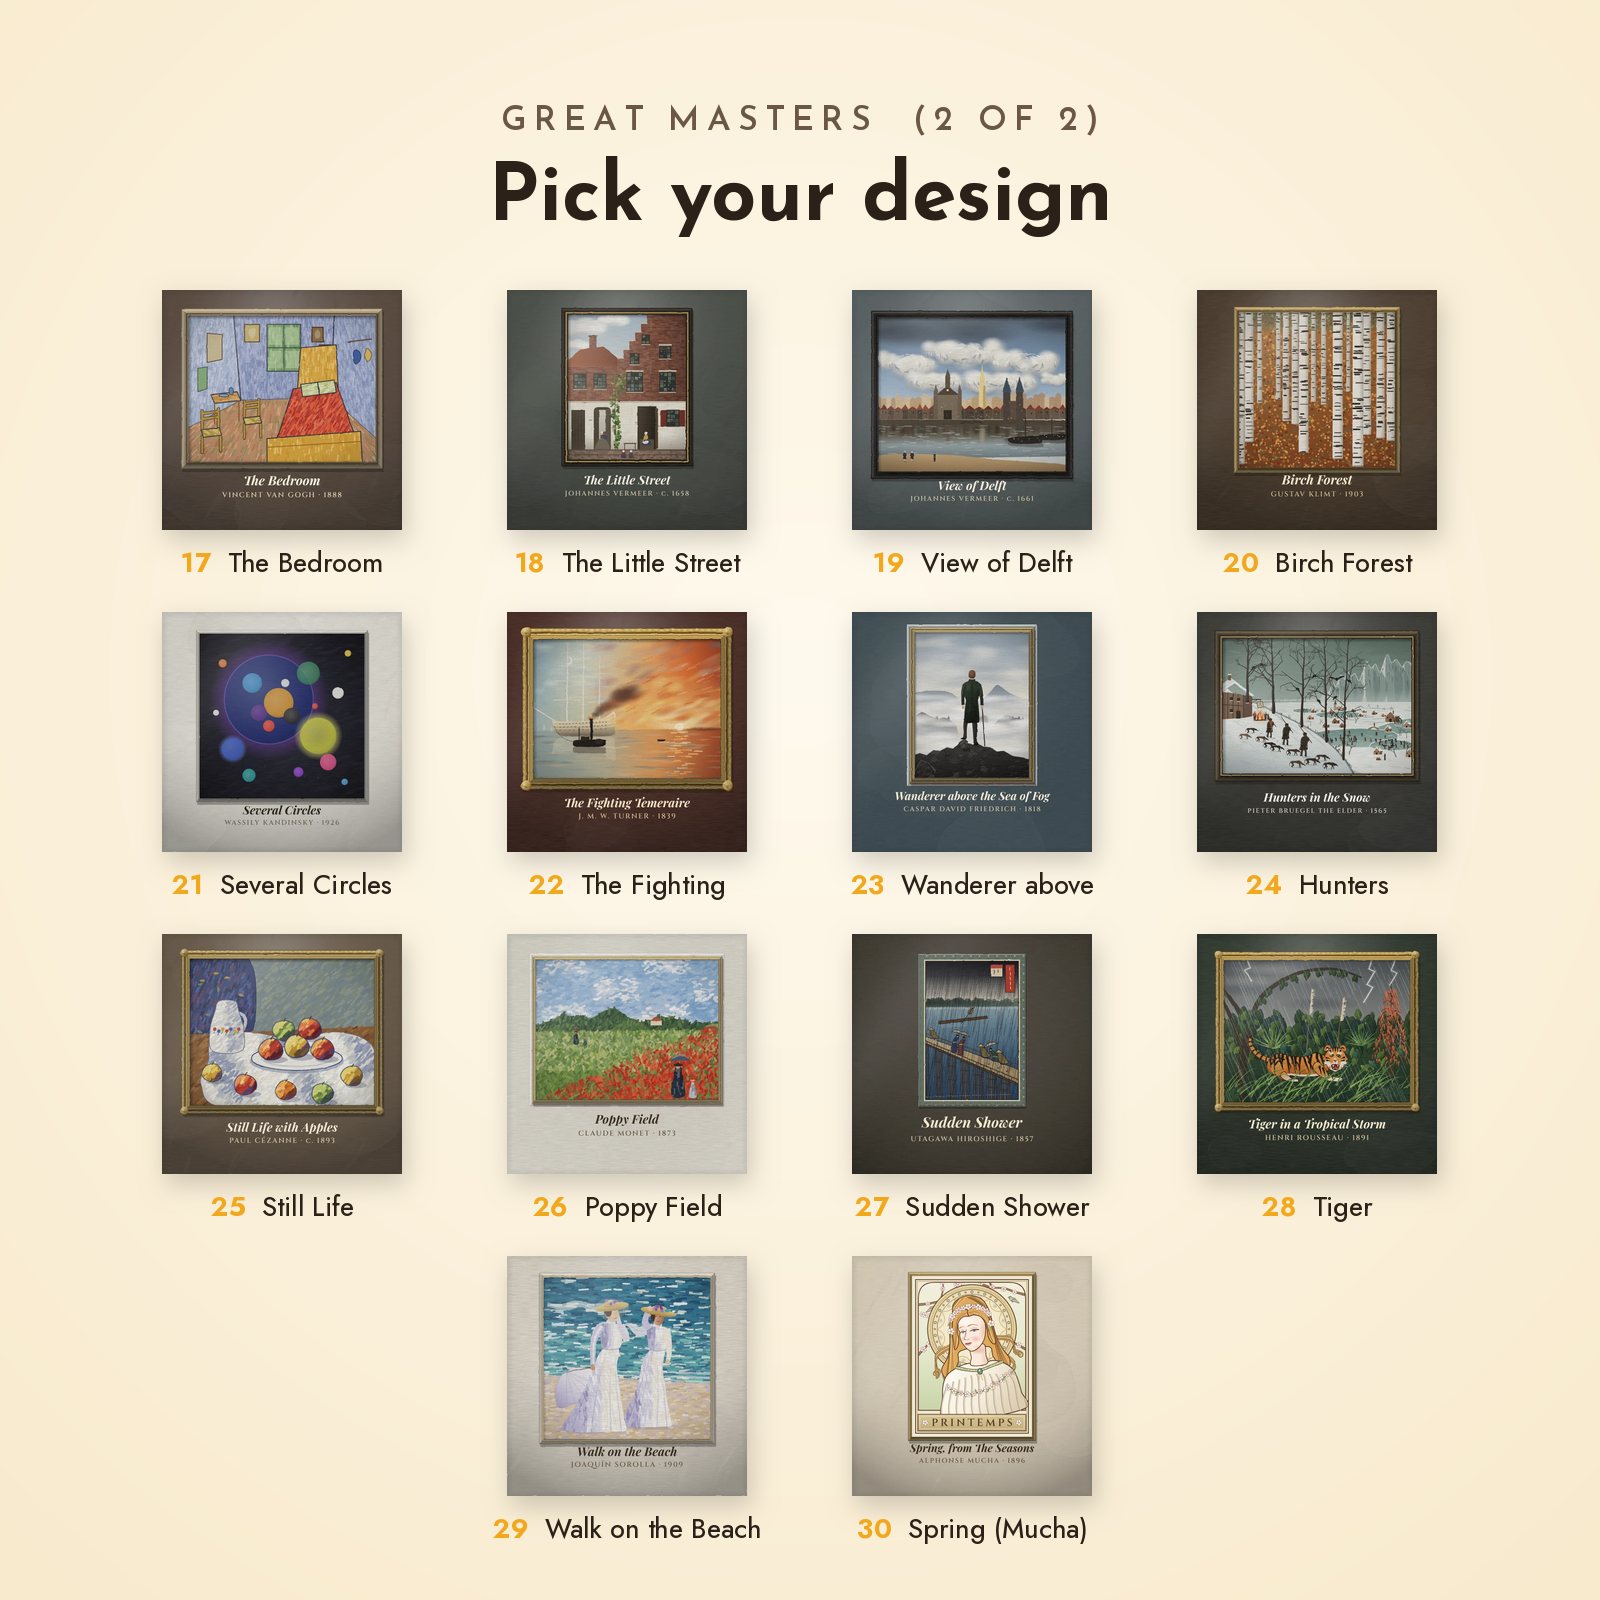 GREAT MASTERS (2 OF 2)
Pick your design
The Bedroom
VINCENT VAN GOGH · 1888
17 The Bedroom
The Little Street
JOHANNES VERMEER · C. 1658
18 The Little Street
View of Delft
JOHANNES VERMEER · C. 1661
19 View of Delft
Birch Forest
GUSTAV KLIMT · 1903
20 Birch Forest
Several Circles
WASSILY KANDINSKY · 1926
21 Several Circles
The Fighting Temeraire
J. M. W. TURNER · 1839
22 The Fighting
Wanderer above the Sea of Fog
CASPAR DAVID FRIEDRICH · 1818
23 Wanderer above
Hunters in the Snow
PIETER BRUEGEL THE ELDER · 1565
24 Hunters
Still Life with Apples
PAUL CÉZANNE · C. 1893
25 Still Life
Poppy Field
CLAUDE MONET · 1873
26 Poppy Field
Sudden Shower
UTAGAWA HIROSHIGE · 1857
27 Sudden Shower
Tiger in a Tropical Storm
HENRI ROUSSEAU · 1891
28 Tiger
Walk on the Beach
JOAQUÍN SOROLLA · 1909
29 Walk on the Beach
PRINTEMPS
Spring, from The Seasons
ALPHONSE MUCHA · 1896
30 Spring (Mucha)